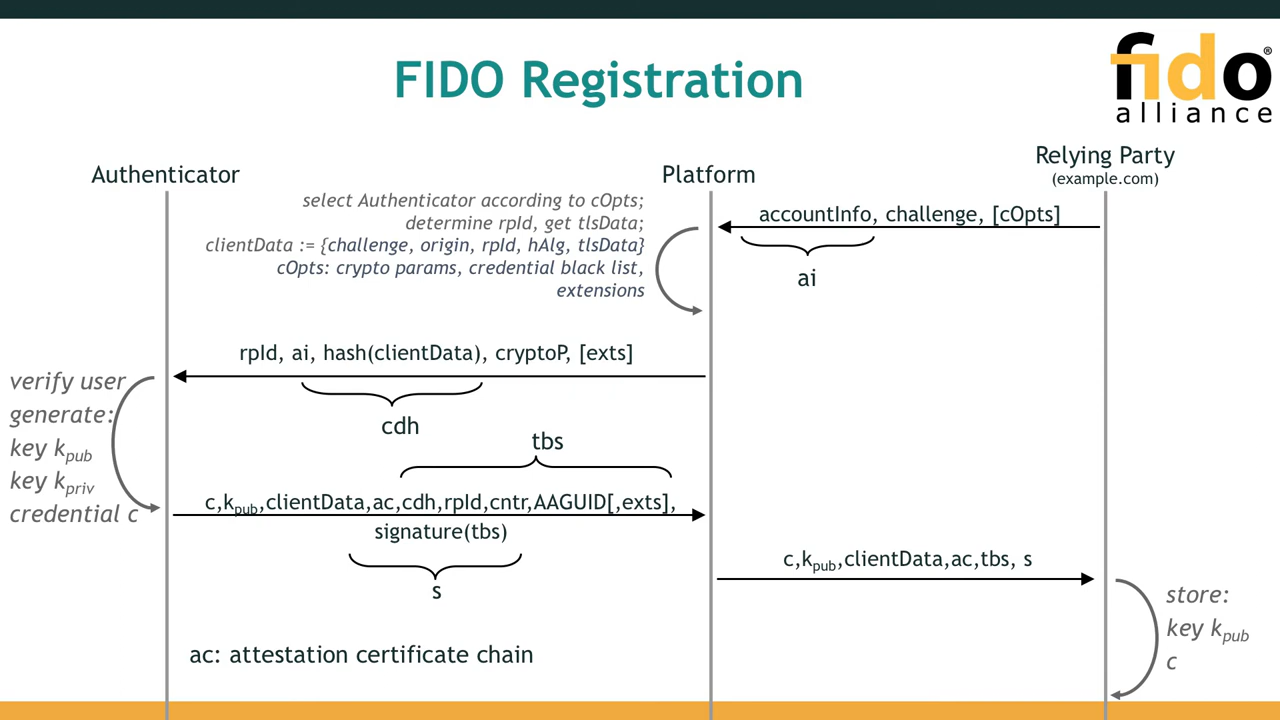 FIDO Registration
fido®
alliance
Authenticator
Platform
Relying Party
(example.com)
select Authenticator according to cOpts;
determine rpId, get tlsData;
clientData := {challenge, origin, rpId, hAlg, tlsData}
cOpts: crypto params, credential black list,
extensions
accountInfo, challenge, [cOpts]
ai
rpId, ai, hash(clientData), cryptoP, [exts]
cdh
verify user
generate:
key kpub
key kpriv
credential c
tbs
c,kpub,clientData,ac,cdh,rpId,cntr,AAGUID[,exts],
signature(tbs)
s
c,kpub,clientData,ac,tbs, s
store:
key kpub
c
ac: attestation certificate chain